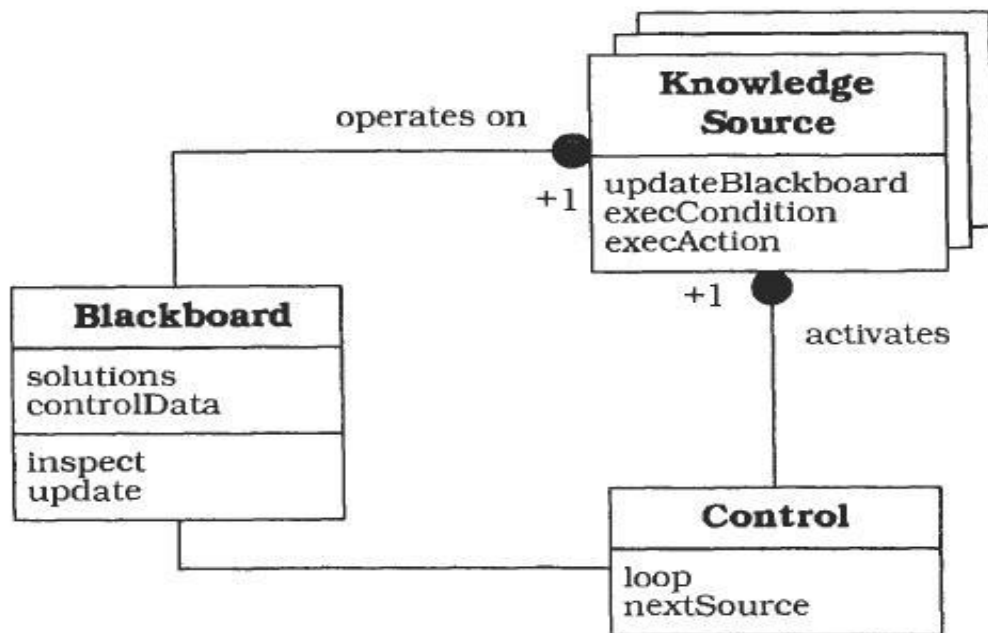 Knowledge
Source
operates on
+1
updateBlackboard
execCondition
execAction
+1
activates
Blackboard
solutions
controlData
inspect
update
Control
loop
nextSource